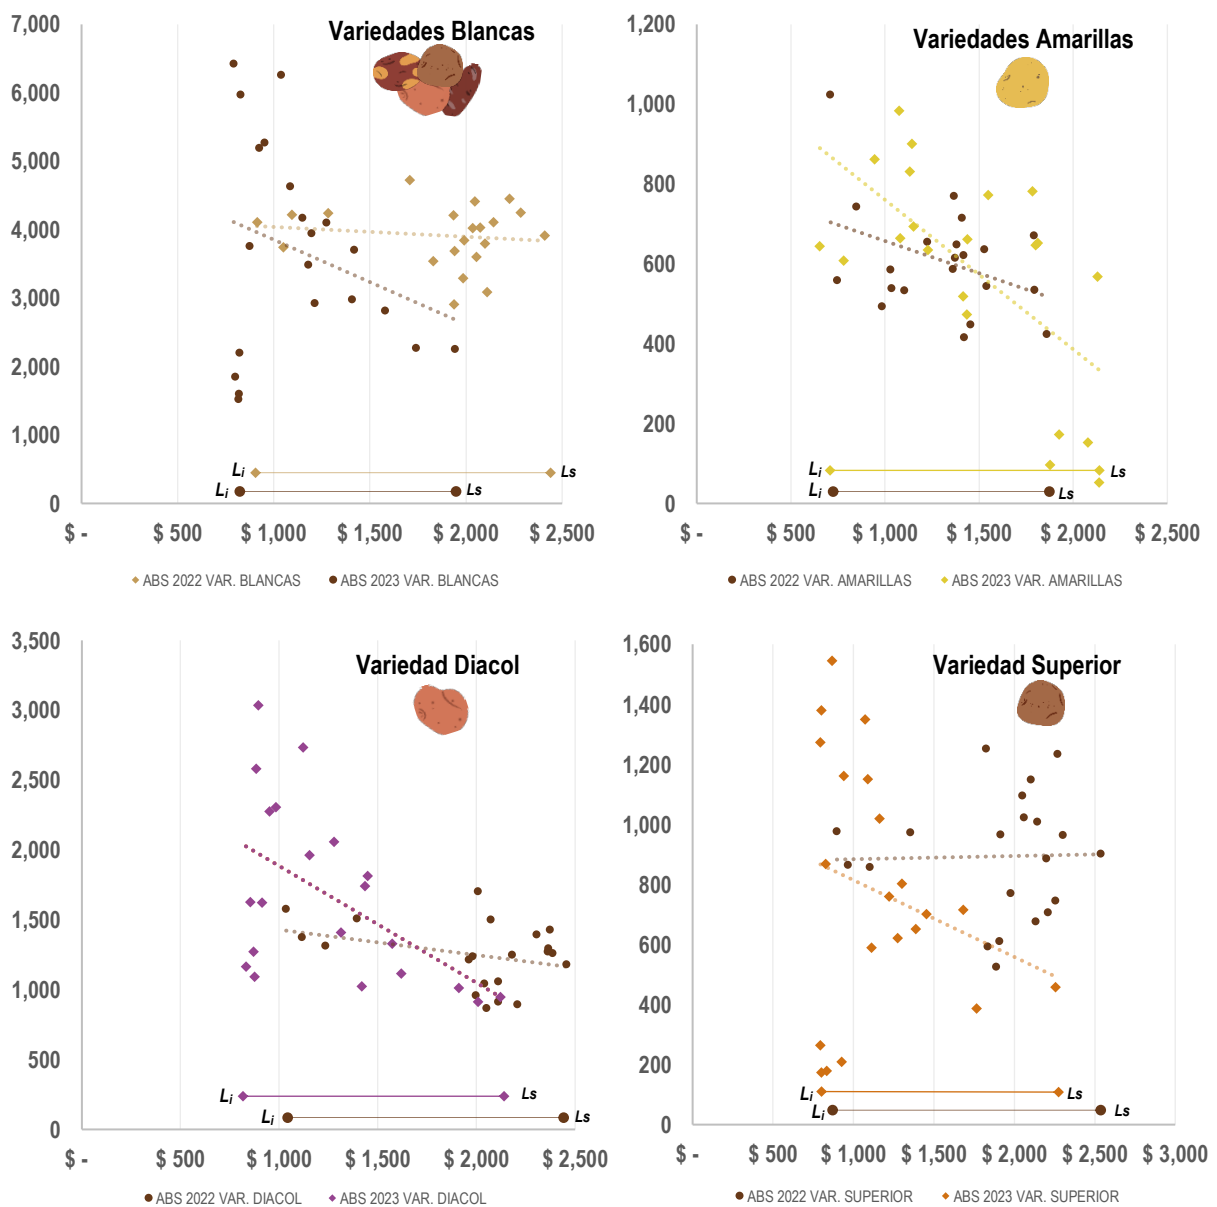 Variedades Blancas
7,000
6,000
5,000
4,000
3,000
2,000
1,000
0
Li
Ls
Li
Ls
$ -
$ 500
$ 1,000
$ 1,500
$ 2,000
$ 2,500
ABS 2022 VAR. BLANCAS
ABS 2023 VAR. BLANCAS
Variedades Amarillas
1,200
1,000
800
600
400
200
0
Li
Ls
Li
Ls
$ -
$ 500
$ 1,000
$ 1,500
$ 2,000
$ 2,500
ABS 2022 VAR. AMARILLAS
ABS 2023 VAR. AMARILLAS
Variedad Diacol
3,500
3,000
2,500
2,000
1,500
1,000
500
0
Li
Ls
Li
Ls
$ -
$ 500
$ 1,000
$ 1,500
$ 2,000
$ 2,500
ABS 2022 VAR. DIACOL
ABS 2023 VAR. DIACOL
Variedad Superior
1,600
1,400
1,200
1,000
800
600
400
200
0
Li
Ls
Li
Ls
$ -
$ 500
$ 1,000
$ 1,500
$ 2,000
$ 2,500
$ 3,000
ABS 2022 VAR. SUPERIOR
ABS 2023 VAR. SUPERIOR